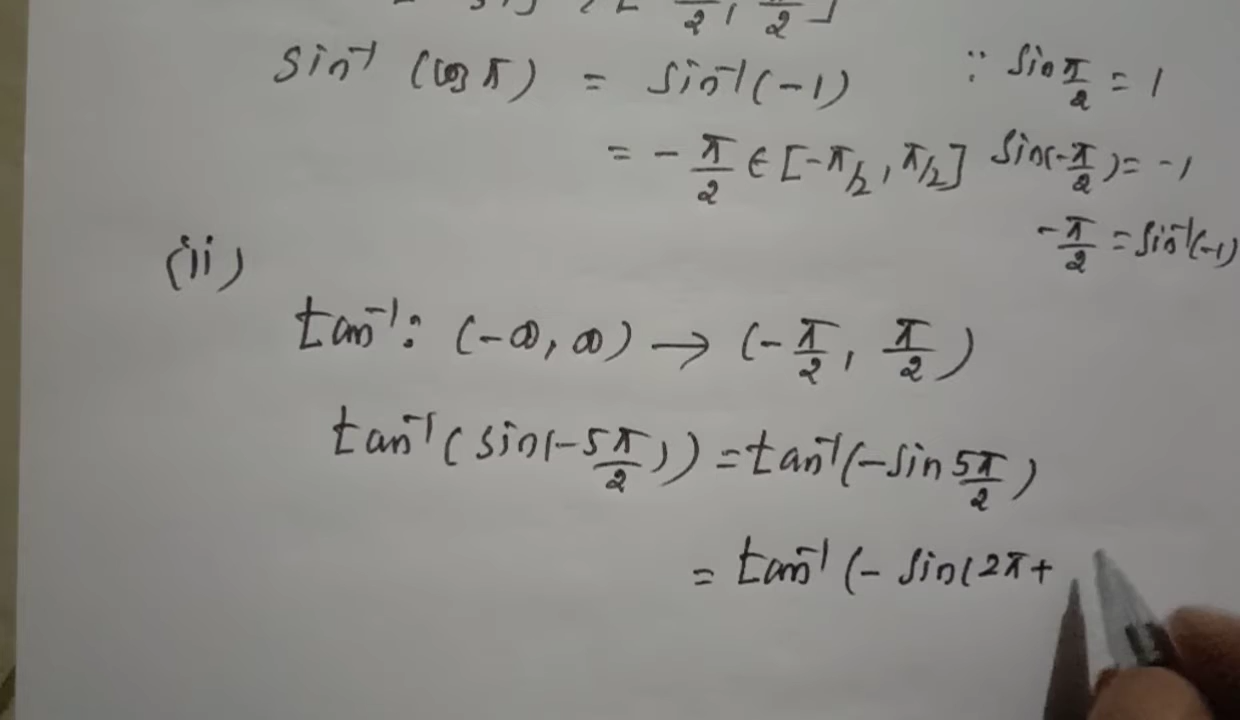 sin⁻¹ (cos π) = sin⁻¹(-1) ∵ sin π/2 = 1
= - π/2 ∈ [-π/2, π/2] sin(-π/2) = -1
-π/2 = sin⁻¹(-1)
(ii)
tan⁻¹: (-∞, ∞) → (-π/2, π/2)
tan⁻¹(sin(-5π/2)) = tan⁻¹(-sin 5π/2)
= tan⁻¹ (- sin(2π+